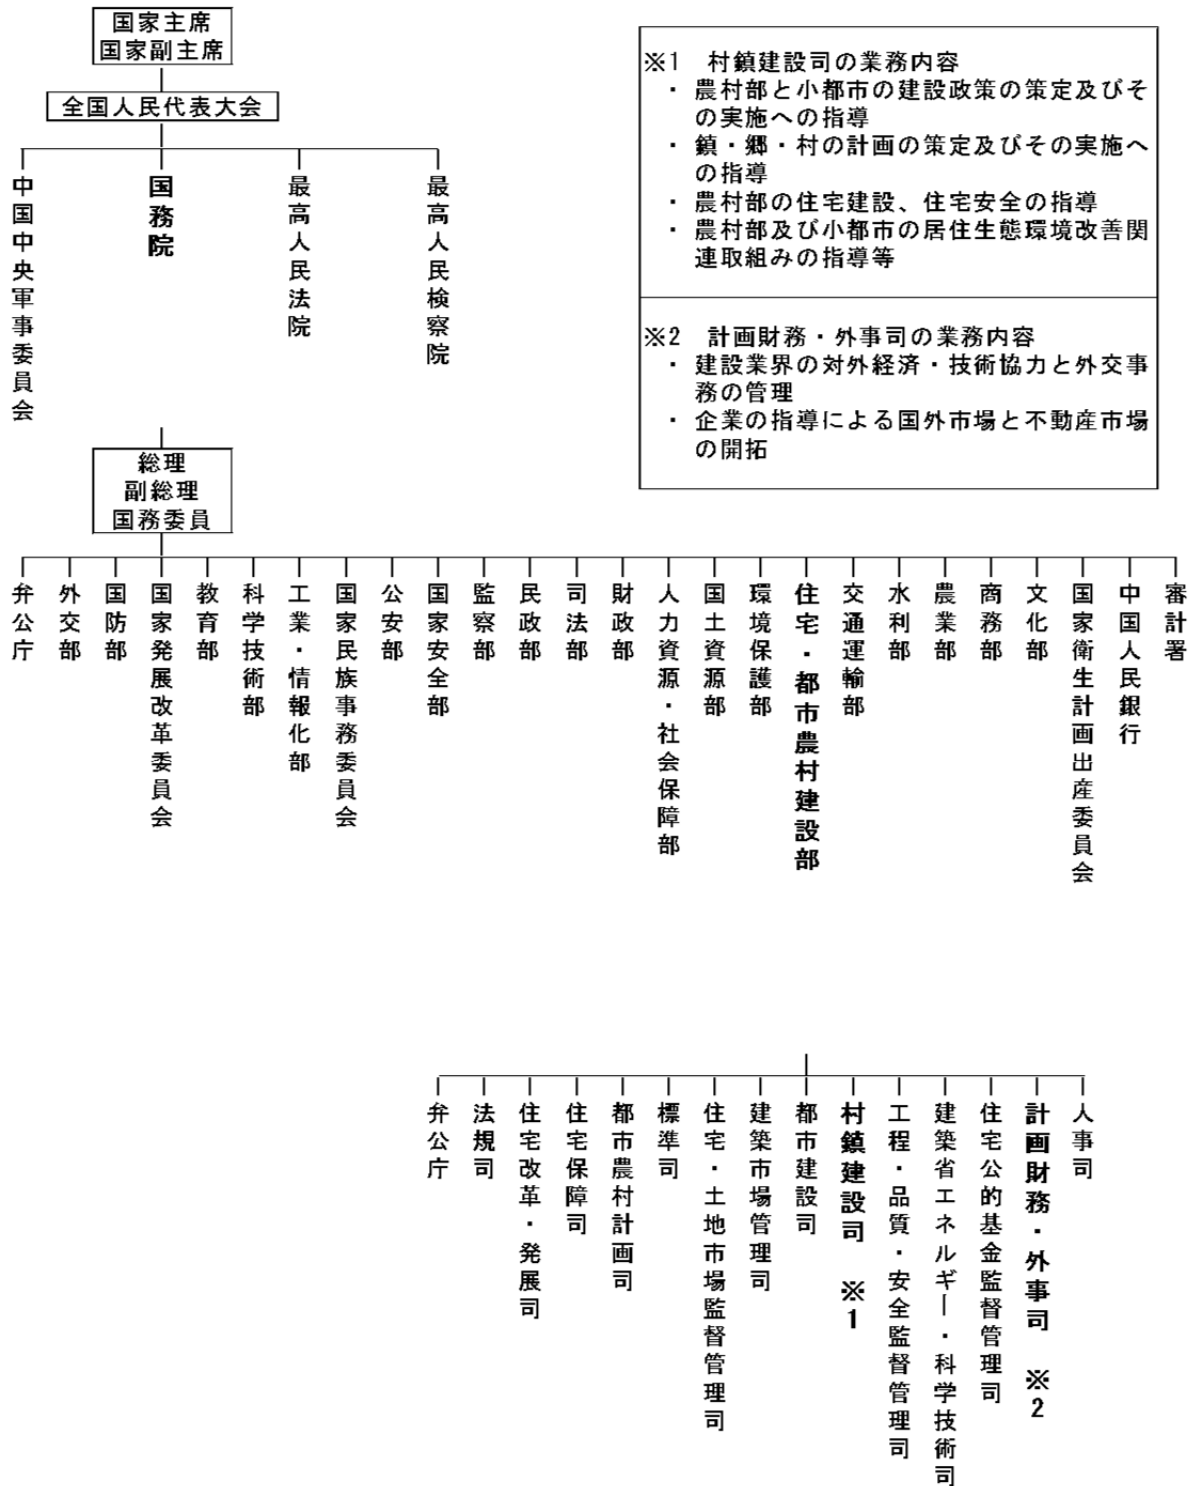 国家主席
国家副主席
全国人民代表大会
中国中央軍事委員会
国務院
最高人民法院
最高人民検察院
※1 村鎮建設司の業務内容
・ 農村部と小都市の建設政策の策定及びそ
の実施への指導
・ 鎮・郷・村の計画の策定及びその実施へ
の指導
・ 農村部の住宅建設、住宅安全の指導
・ 農村部及び小都市の居住生態環境改善関
連取組みの指導等
※2 計画財務・外事司の業務内容
・ 建設業界の対外経済・技術協力と外交事
務の管理
・ 企業の指導による国外市場と不動産市場
の開拓
総理
副総理
国務委員
弁公庁
外交部
国防部
国家発展改革委員会
教育部
科学技術部
工業・情報化部
国家民族事務委員会
公安部
国家安全部
監察部
民政部
司法部
財政部
人力資源・社会保障部
国土資源部
環境保護部
住宅・都市農村建設部
交通運輸部
水利部
農業部
商務部
文化部
国家衛生計画出産委員会
中国人民銀行
審計署
弁公庁
法規司
住宅改革・発展司
住宅保障司
都市農村計画司
標準司
住宅・土地市場監督管理司
建築市場管理司
都市建設司
村鎮建設司 ※1
工程・品質・安全監督管理司
建築省エネルギー・科学技術司
住宅公的基金監督管理司
計画財務・外事司 ※2
人事司